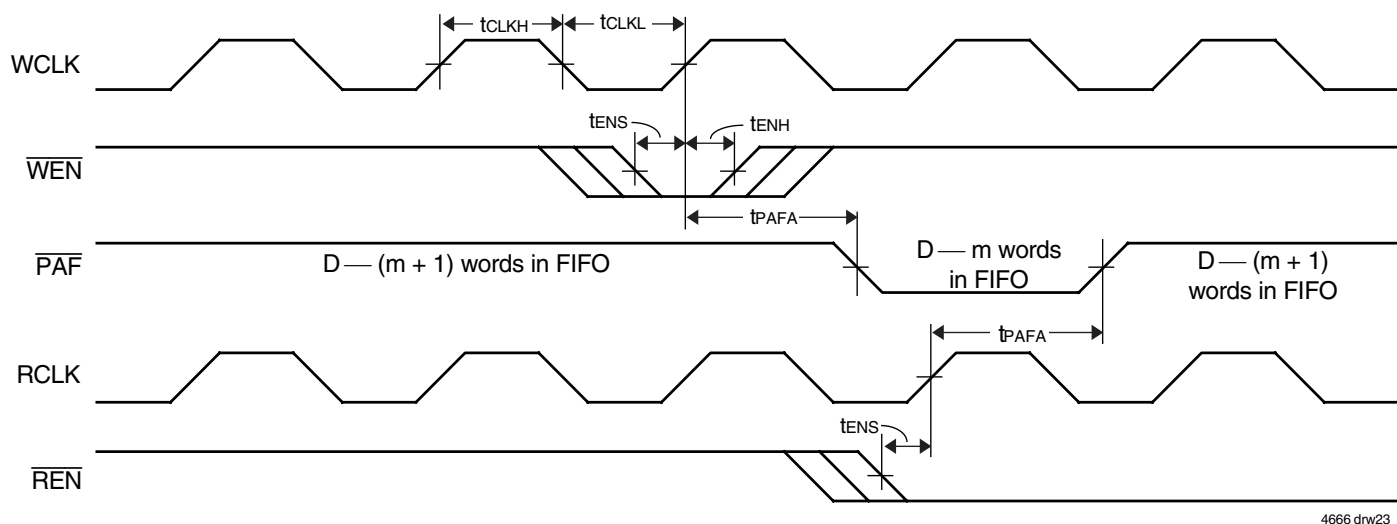 tCLKH
tCLKL
WCLK
tENS
tENH
WEN
tPAFA
PAF
D — (m + 1) words in FIFO
D — m words
in FIFO
D — (m + 1)
words in FIFO
tPAFA
RCLK
tENS
REN
4666 drw23